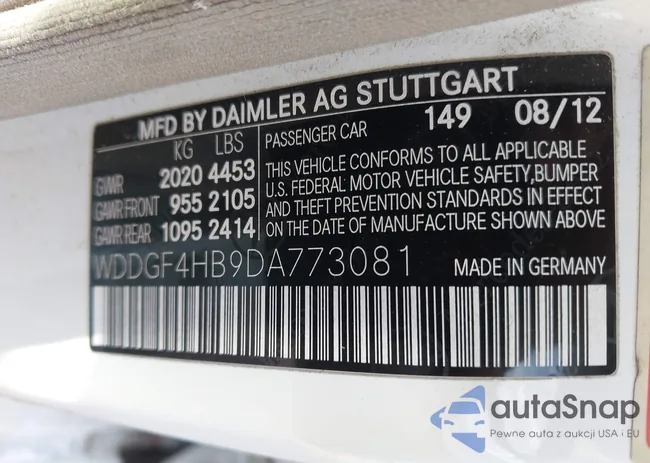 MFD BY DAIMLER AG STUTTGART
KG LBS
GVWR 2020 4453
GAWR FRONT 955 2105
GAWR REAR 1095 2414
PASSENGER CAR 149 08/12
THIS VEHICLE CONFORMS TO ALL APPLICABLE
U.S. FEDERAL MOTOR VEHICLE SAFETY,BUMPER
AND THEFT PREVENTION STANDARDS IN EFFECT
ON THE DATE OF MANUFACTURE SHOWN ABOVE
WDDGF4HB9DA773081 MADE IN GERMANY
autaSnap
Pewne auta z aukcji USA i EU